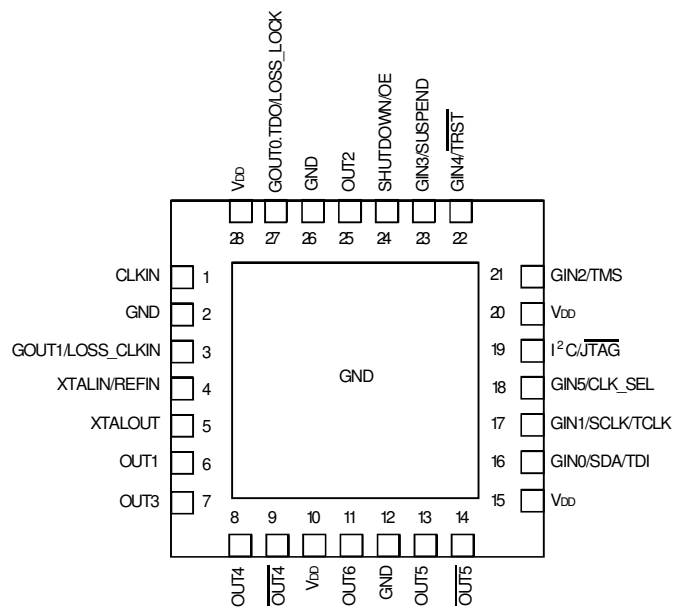 VDD
GOUT0.TDO/LOSS_LOCK
GND
OUT2
SHUTDOWN/OE
GIN3/SUSPEND
GIN4/TRST
28 27 26 25 24 23 22
CLKIN 1
GND 2
GOUT1/LOSS_CLKIN 3
XTALIN/REFIN 4
XTALOUT 5
OUT1 6
OUT3 7
GND
21 GIN2/TMS
20 VDD
19 I²C/JTAG
18 GIN5/CLK_SEL
17 GIN1/SCLK/TCLK
16 GIN0/SDA/TDI
15 VDD
8 9 10 11 12 13 14
OUT4
OUT4
VDD
OUT6
GND
OUT5
OUT5